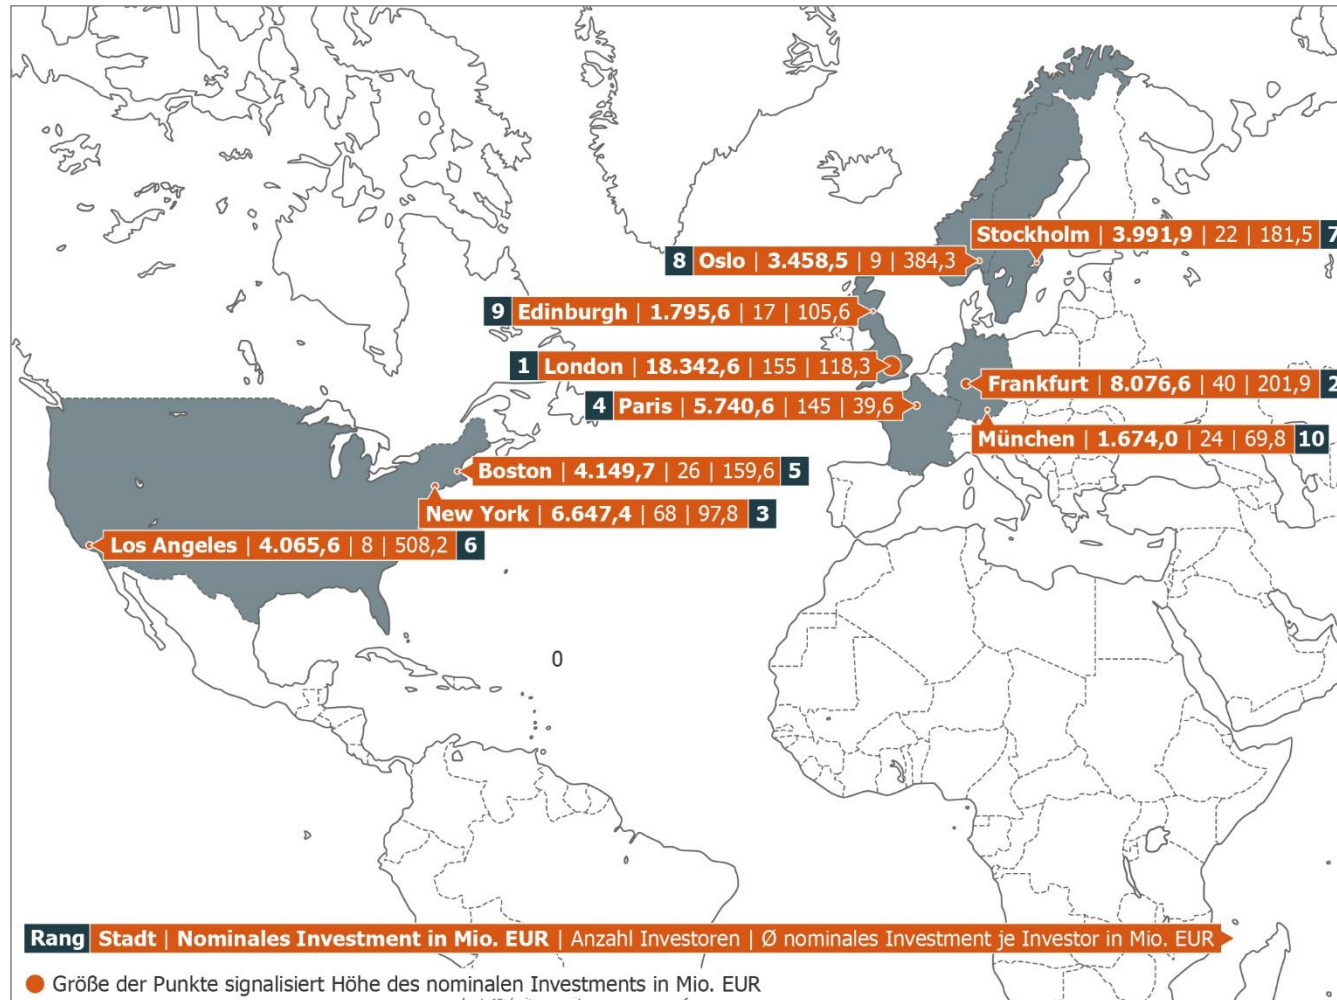 Stockholm | 3.991,9 | 22 | 181,5 7
8 Oslo | 3.458,5 | 9 | 384,3
9 Edinburgh | 1.795,6 | 17 | 105,6
1 London | 18.342,6 | 155 | 118,3
Frankfurt | 8.076,6 | 40 | 201,9 2
4 Paris | 5.740,6 | 145 | 39,6
München | 1.674,0 | 24 | 69,8 10
Boston | 4.149,7 | 26 | 159,6 5
New York | 6.647,4 | 68 | 97,8 3
Los Angeles | 4.065,6 | 8 | 508,2 6
0
Rang Stadt | Nominales Investment in Mio. EUR | Anzahl Investoren | Ø nominales Investment je Investor in Mio. EUR
Größe der Punkte signalisiert Höhe des nominalen Investments in Mio. EUR